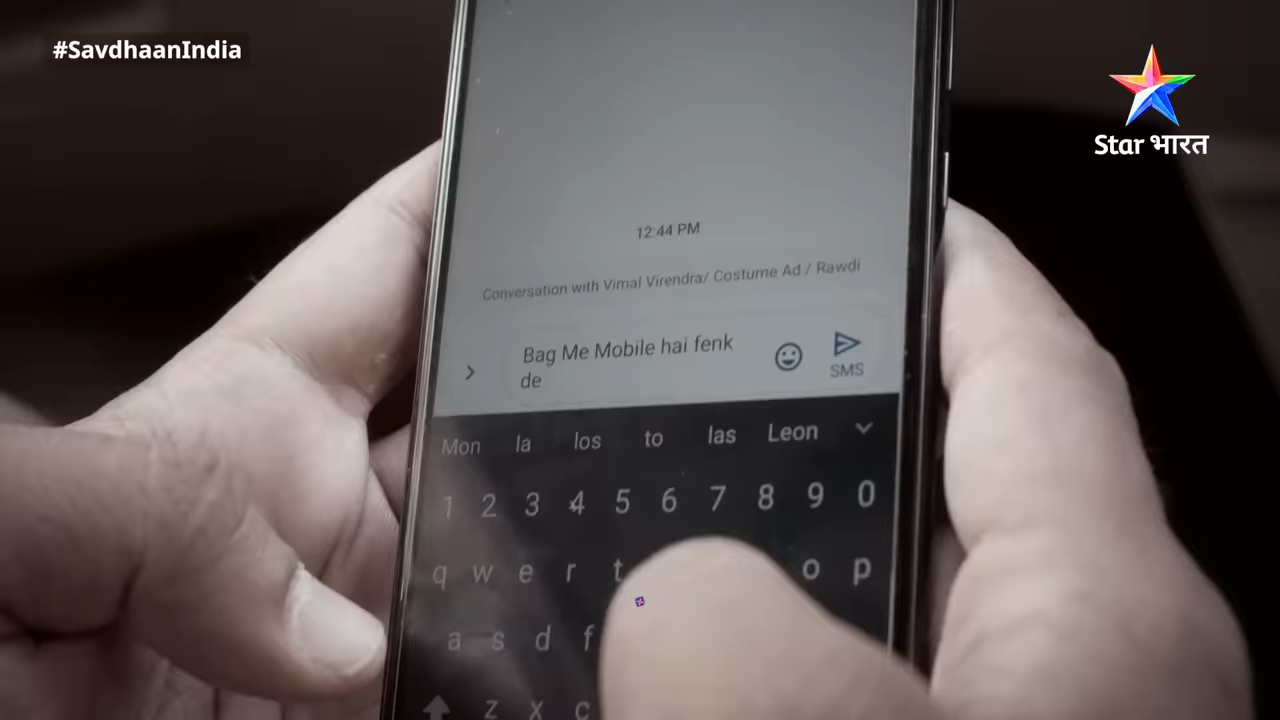 #SavdhaanIndia
Star भारत
12:44 PM
Conversation with Vimal Virendra/ Costume Ad / Rawdi
Bag Me Mobile hai fenk
de
SMS
Mon la los to las Leon
1 2 3 4 5 6 7 8 9 0
q w e r t o p
a s d f
z x c